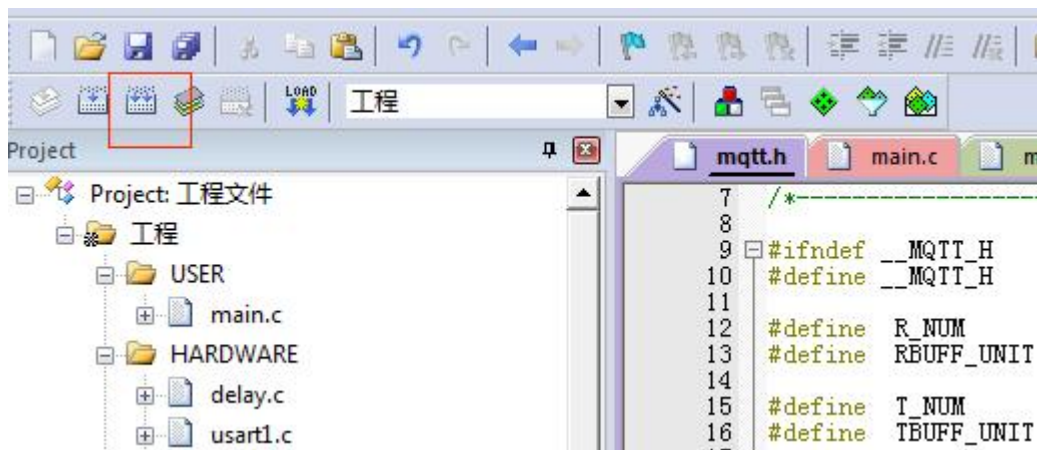 LOAD
工程
Project
mqtt.h
main.c
m
Project: 工程文件
工程
USER
main.c
HARDWARE
delay.c
usart1.c
7 /*
8
9 #ifndef __MQTT_H
10 #define __MQTT_H
11
12 #define R_NUM
13 #define RBUFF_UNIT
14
15 #define T_NUM
16 #define TBUFF_UNIT